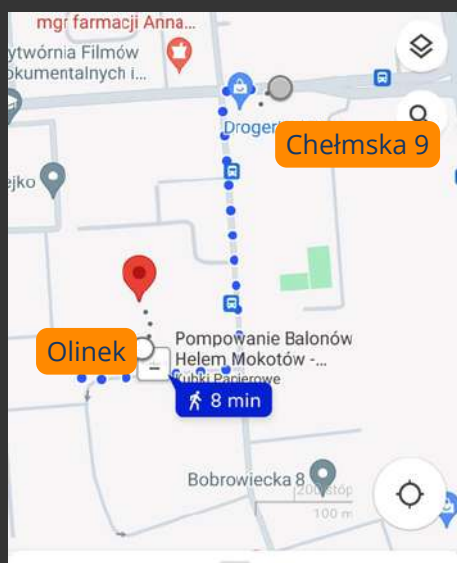 mgr farmacji Anna...
ytwórnia Filmów
okumentalnych i...
Droger
Chełmska 9
ejko
Olinek
Pompowanie Balonów
Helem Mokotów -...
Kubki Papierowe
8 min
Bobrowiecka 8
200 stóp
100 m